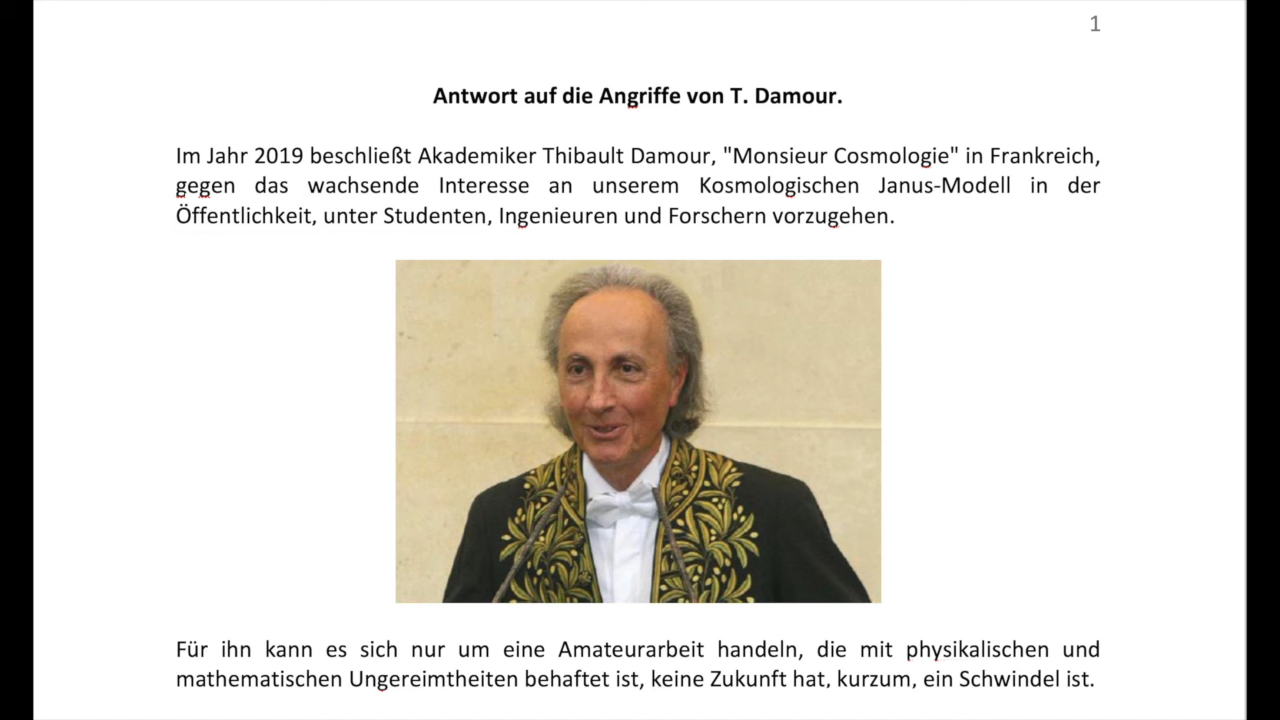 1
Antwort auf die Angriffe von T. Damour.
Im Jahr 2019 beschließt Akademiker Thibault Damour, "Monsieur Cosmologie" in Frankreich,
gegen das wachsende Interesse an unserem Kosmologischen Janus-Modell in der
Öffentlichkeit, unter Studenten, Ingenieuren und Forschern vorzugehen.
Für ihn kann es sich nur um eine Amateurarbeit handeln, die mit physikalischen und
mathematischen Ungereimtheiten behaftet ist, keine Zukunft hat, kurzum, ein Schwindel ist.